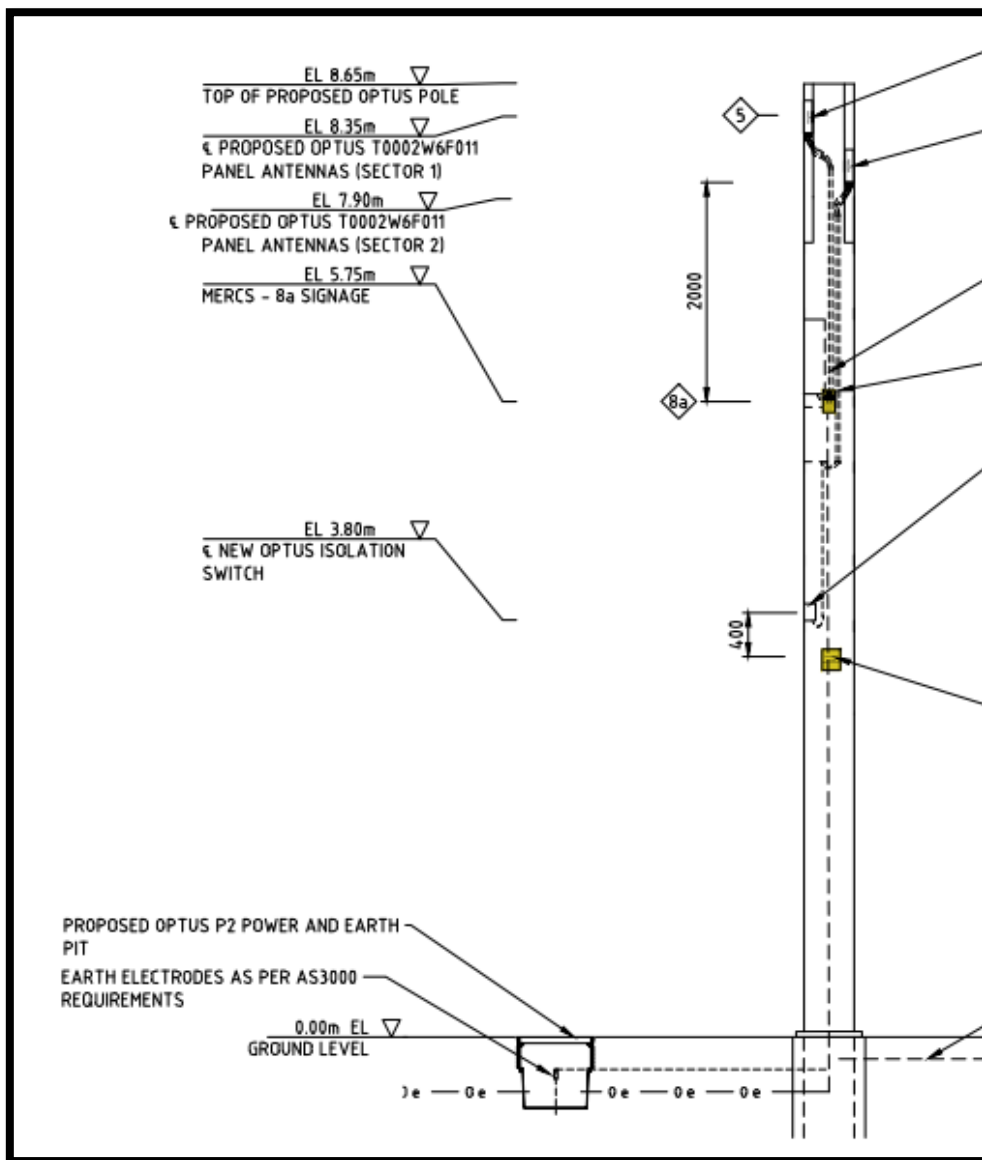 EL 8.65m
TOP OF PROPOSED OPTUS POLE
EL 8.35m
℄ PROPOSED OPTUS T0002W6F011
PANEL ANTENNAS (SECTOR 1)
EL 7.90m
℄ PROPOSED OPTUS T0002W6F011
PANEL ANTENNAS (SECTOR 2)
EL 5.75m
MERCS - 8a SIGNAGE
5
2000
8a
EL 3.80m
℄ NEW OPTUS ISOLATION
SWITCH
400
PROPOSED OPTUS P2 POWER AND EARTH
PIT
EARTH ELECTRODES AS PER AS3000
REQUIREMENTS
0.00m EL
GROUND LEVEL
e 0e 0e 0e 0e